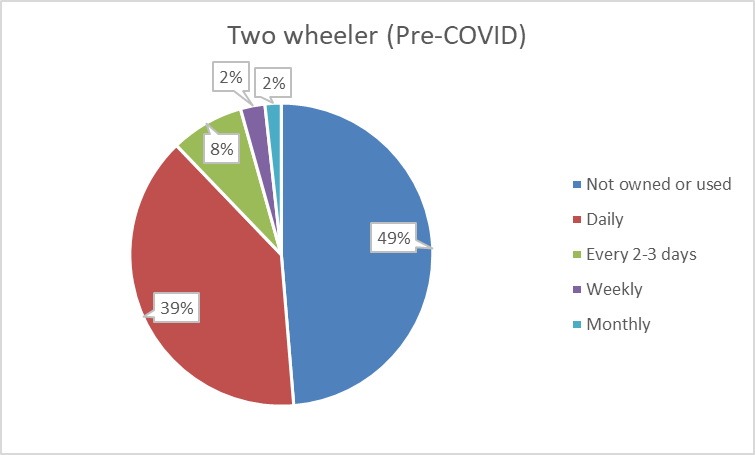 Two wheeler (Pre-COVID)
2%
2%
8%
49%
39%
Not owned or used
Daily
Every 2-3 days
Weekly
Monthly